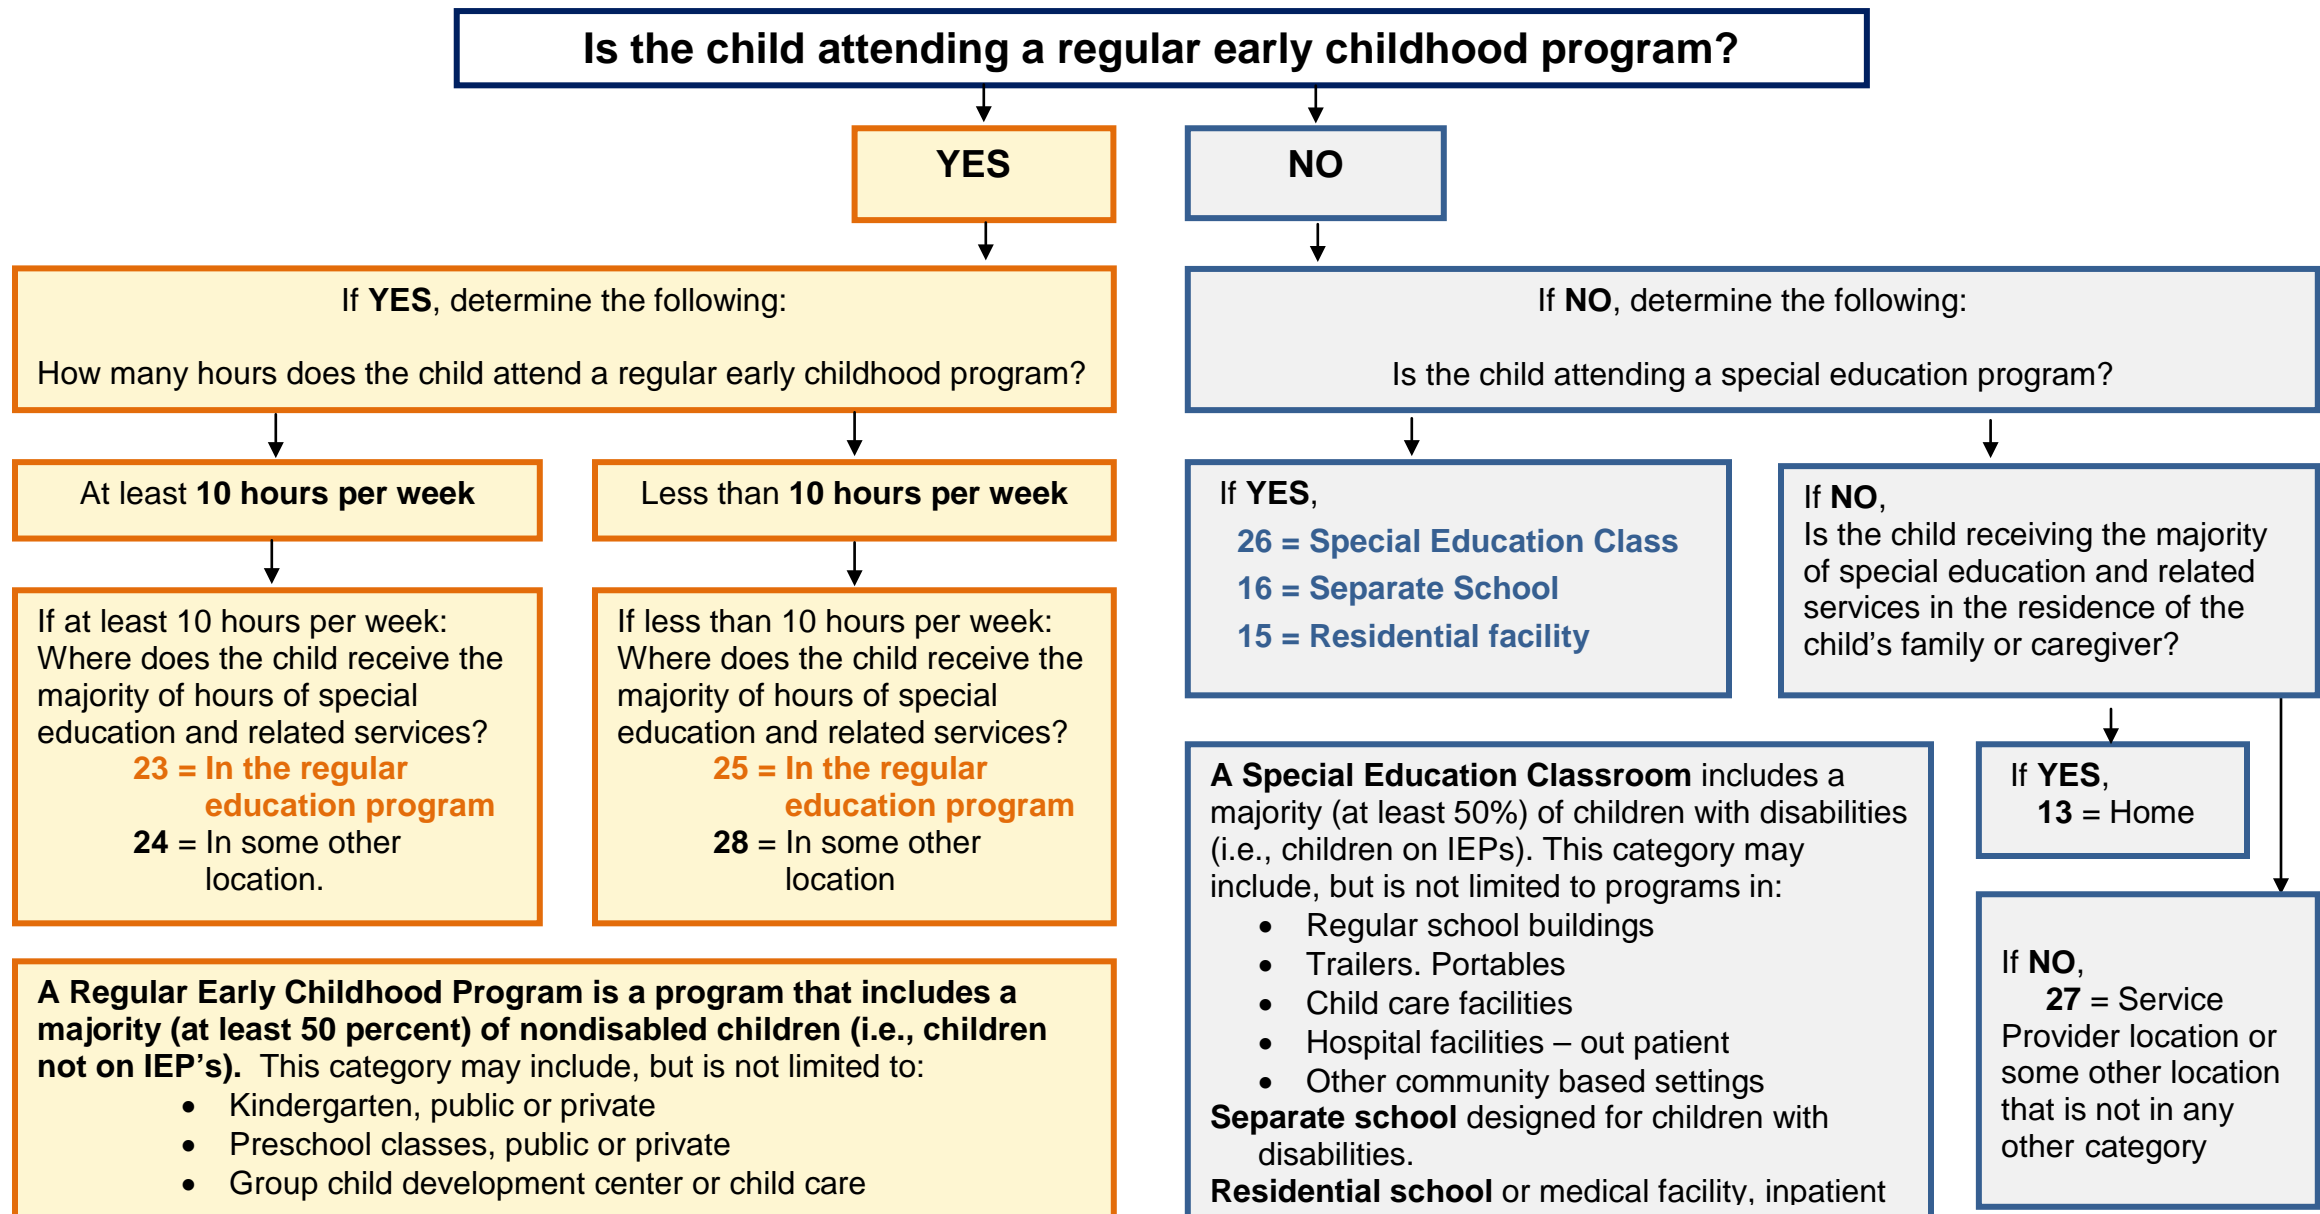 Is the child attending a regular early childhood program?
YES
NO
If YES, determine the following:
How many hours does the child attend a regular early childhood program?
If NO, determine the following:
Is the child attending a special education program?
At least 10 hours per week
Less than 10 hours per week
If at least 10 hours per week:
Where does the child receive the
majority of hours of special
education and related services?
23 = In the regular
education program
24 = In some other
location.
If less than 10 hours per week:
Where does the child receive the
majority of hours of special
education and related services?
25 = In the regular
education program
28 = In some other
location
A Regular Early Childhood Program is a program that includes a
majority (at least 50 percent) of nondisabled children (i.e., children
not on IEP's). This category may include, but is not limited to:
• Kindergarten, public or private
• Preschool classes, public or private
• Group child development center or child care
If YES,
26 = Special Education Class
16 = Separate School
15 = Residential facility
If NO,
Is the child receiving the majority
of special education and related
services in the residence of the
child's family or caregiver?
A Special Education Classroom includes a
majority (at least 50%) of children with disabilities
(i.e., children on IEPs). This category may
include, but is not limited to programs in:
• Regular school buildings
• Trailers. Portables
• Child care facilities
• Hospital facilities – out patient
• Other community based settings
Separate school designed for children with
disabilities.
Residential school or medical facility, inpatient
If YES,
13 = Home
If NO,
27 = Service
Provider location or
some other location
that is not in any
other category